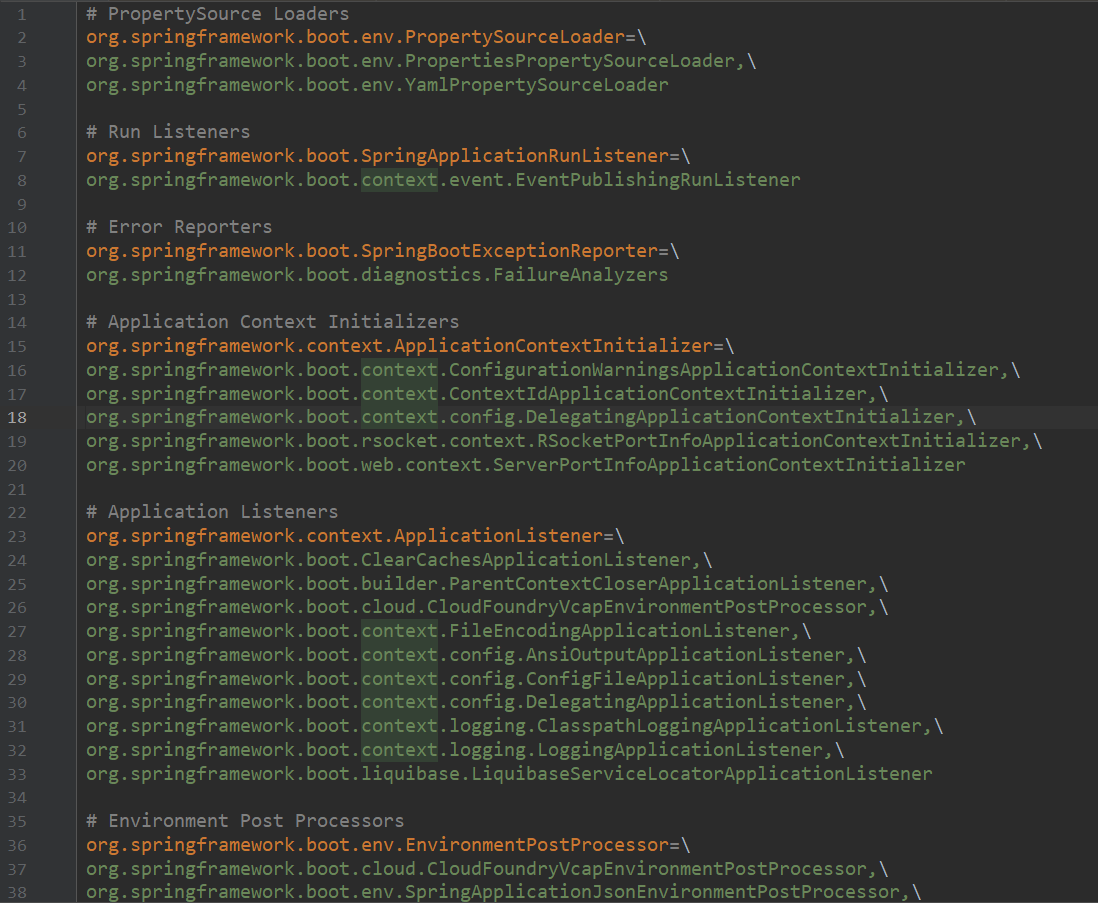 1 # PropertySource Loaders
2 org.springframework.boot.env.PropertySourceLoader=\
3 org.springframework.boot.env.PropertiesPropertySourceLoader,\
4 org.springframework.boot.env.YamlPropertySourceLoader
5
6 # Run Listeners
7 org.springframework.boot.SpringApplicationRunListener=\
8 org.springframework.boot.context.event.EventPublishingRunListener
9
10 # Error Reporters
11 org.springframework.boot.SpringBootExceptionReporter=\
12 org.springframework.boot.diagnostics.FailureAnalyzers
13
14 # Application Context Initializers
15 org.springframework.context.ApplicationContextInitializer=\
16 org.springframework.boot.context.ConfigurationWarningsApplicationContextInitializer,\
17 org.springframework.boot.context.ContextIdApplicationContextInitializer,\
18 org.springframework.boot.context.config.DelegatingApplicationContextInitializer,\
19 org.springframework.boot.rsocket.context.RSocketPortInfoApplicationContextInitializer,\
20 org.springframework.boot.web.context.ServerPortInfoApplicationContextInitializer
21
22 # Application Listeners
23 org.springframework.context.ApplicationListener=\
24 org.springframework.boot.ClearCachesApplicationListener,\
25 org.springframework.boot.builder.ParentContextCloserApplicationListener,\
26 org.springframework.boot.cloud.CloudFoundryVcapEnvironmentPostProcessor,\
27 org.springframework.boot.context.FileEncodingApplicationListener,\
28 org.springframework.boot.context.config.AnsiOutputApplicationListener,\
29 org.springframework.boot.context.config.ConfigFileApplicationListener,\
30 org.springframework.boot.context.config.DelegatingApplicationListener,\
31 org.springframework.boot.context.logging.ClasspathLoggingApplicationListener,\
32 org.springframework.boot.context.logging.LoggingApplicationListener,\
33 org.springframework.boot.liquibase.LiquibaseServiceLocatorApplicationListener
34
35 # Environment Post Processors
36 org.springframework.boot.env.EnvironmentPostProcessor=\
37 org.springframework.boot.cloud.CloudFoundryVcapEnvironmentPostProcessor,\
38 org.springframework.boot.env.SpringApplicationJsonEnvironmentPostProcessor,\